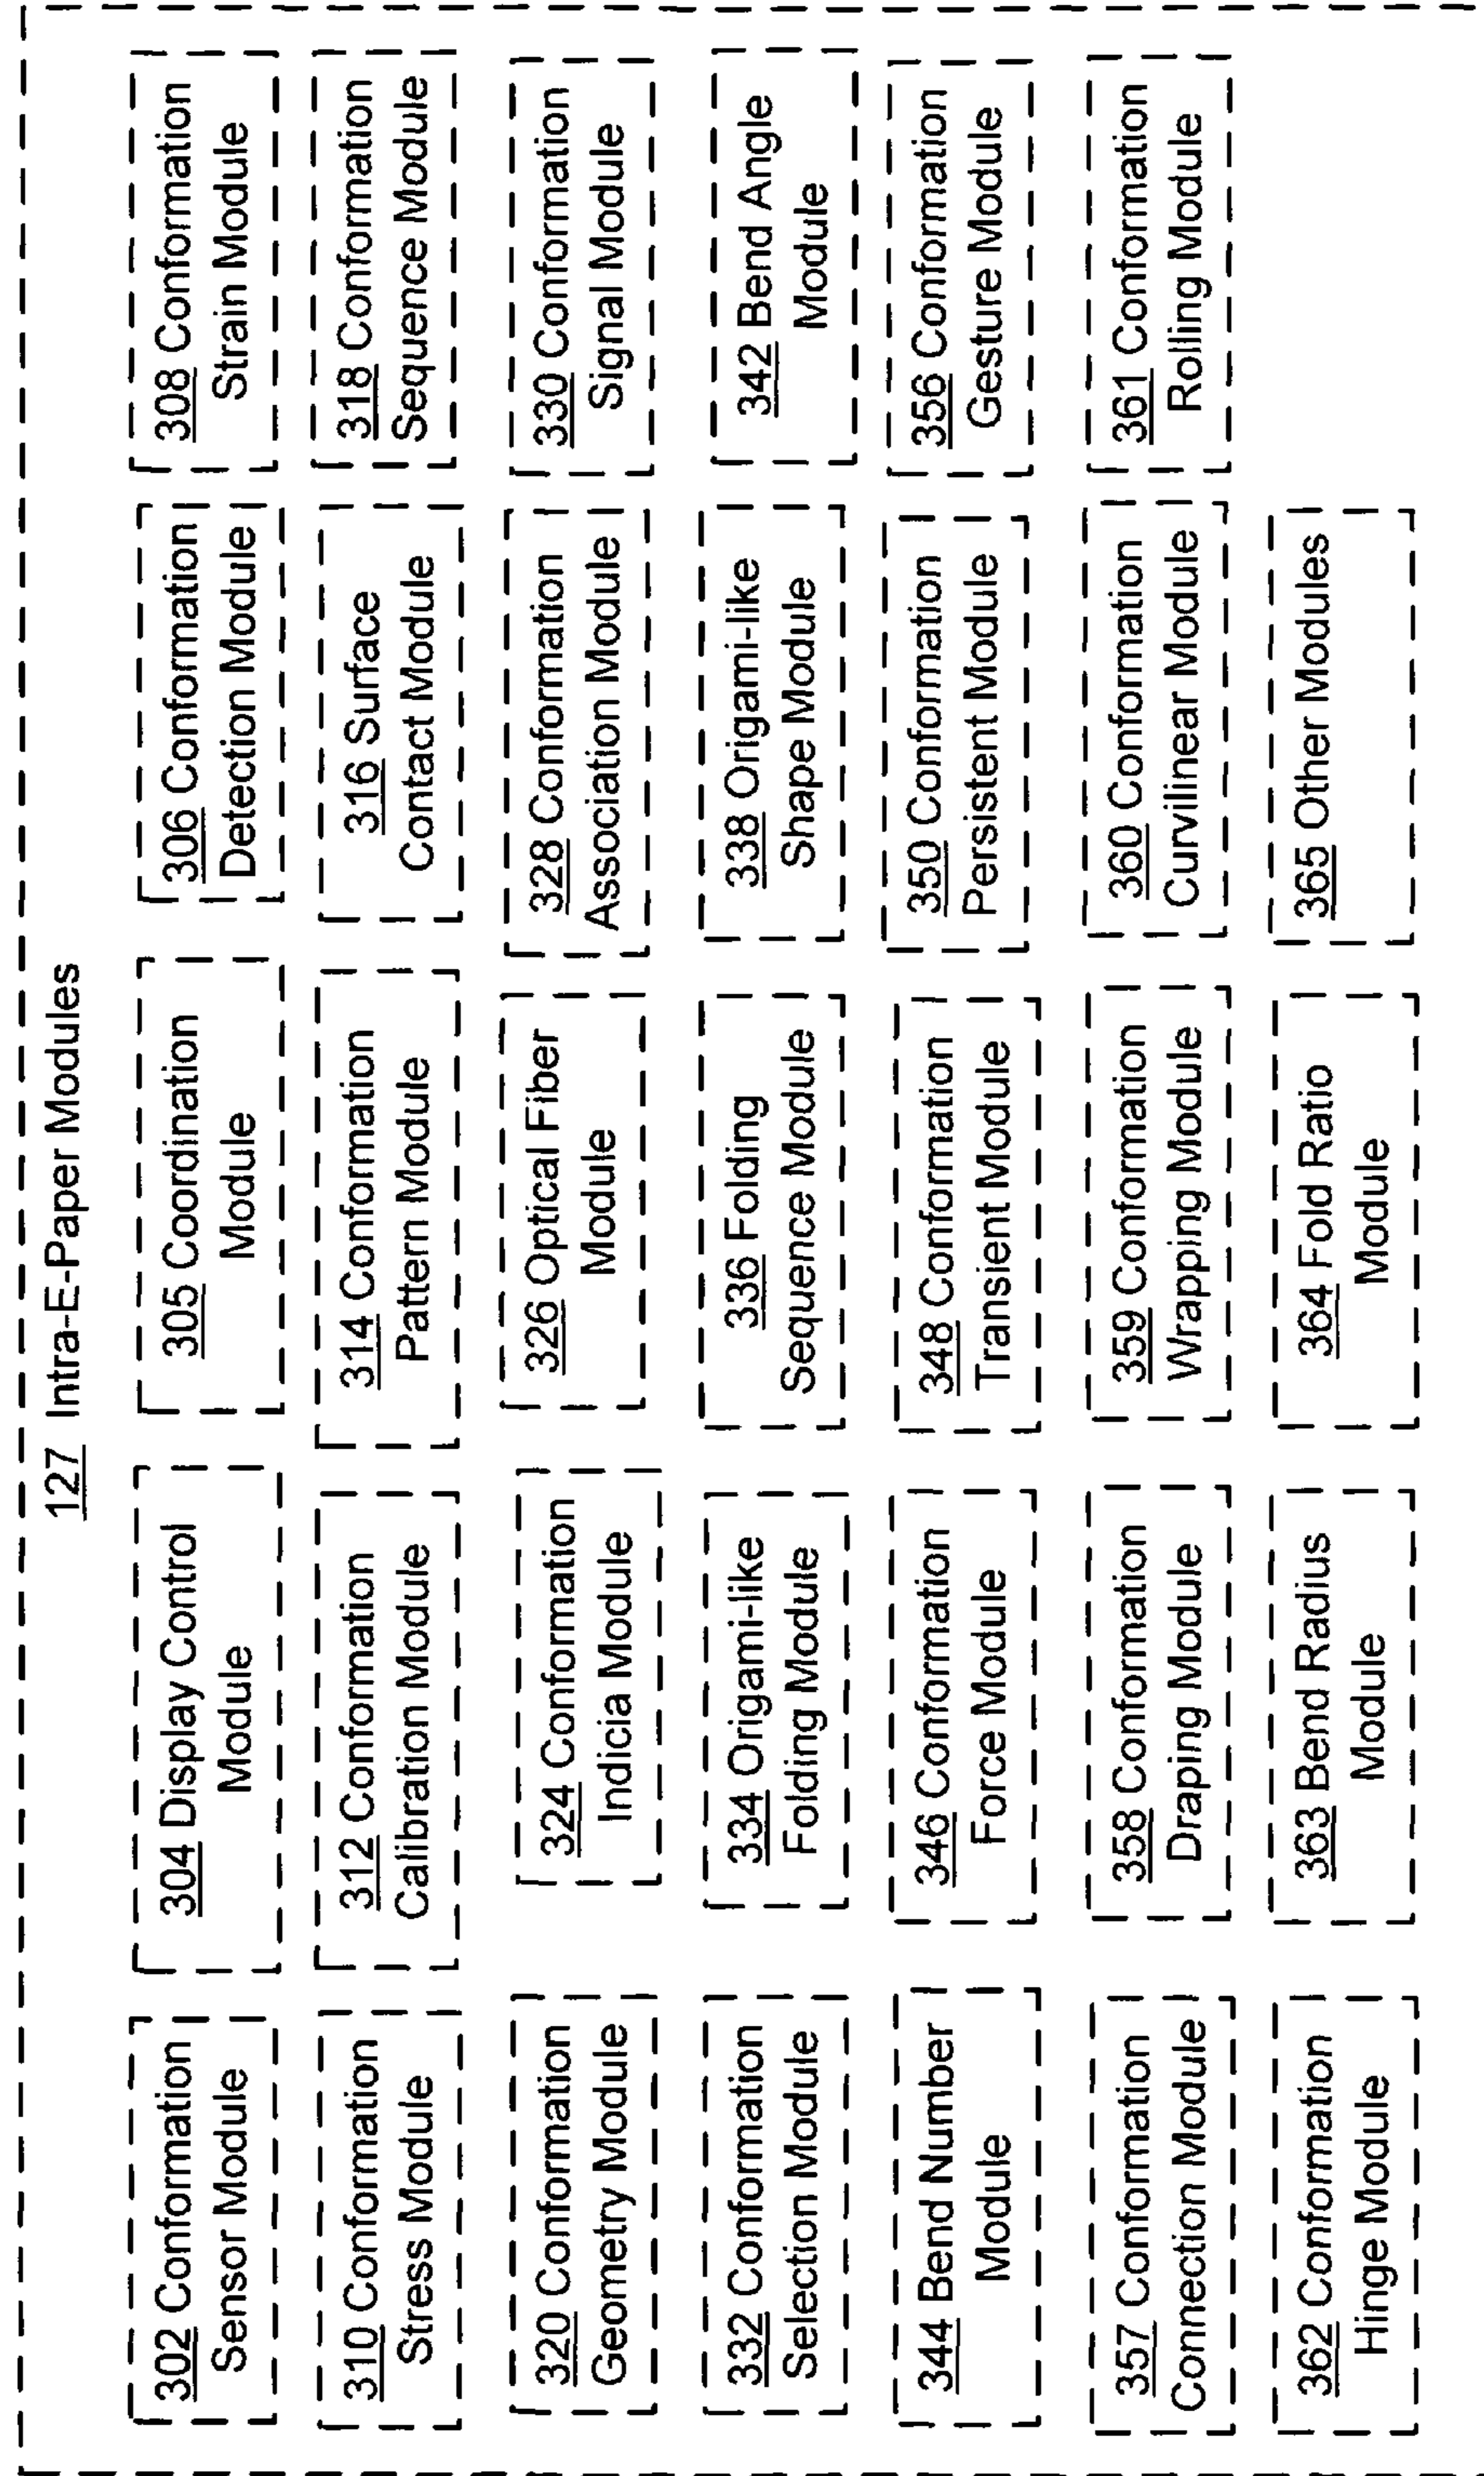 127 Intra-E-Paper Modules
302 Conformation
Sensor Module
304 Display Control
Module
305 Coordination
Module
306 Conformation
Detection Module
308 Conformation
Strain Module
310 Conformation
Stress Module
312 Conformation
Calibration Module
314 Conformation
Pattern Module
316 Surface
Contact Module
318 Conformation
Sequence Module
320 Conformation
Geometry Module
324 Conformation
Indicia Module
326 Optical Fiber
Module
328 Conformation
Association Module
330 Conformation
Signal Module
332 Conformation
Selection Module
334 Origami-like
Folding Module
336 Folding
Sequence Module
338 Origami-like
Shape Module
342 Bend Angle
Module
344 Bend Number
Module
346 Conformation
Force Module
348 Conformation
Transient Module
350 Conformation
Persistent Module
356 Conformation
Gesture Module
357 Conformation
Connection Module
358 Conformation
Draping Module
359 Conformation
Wrapping Module
360 Conformation
Curvilinear Module
361 Conformation
Rolling Module
362 Conformation
Hinge Module
363 Bend Radius
Module
364 Fold Ratio
Module
365 Other Modules